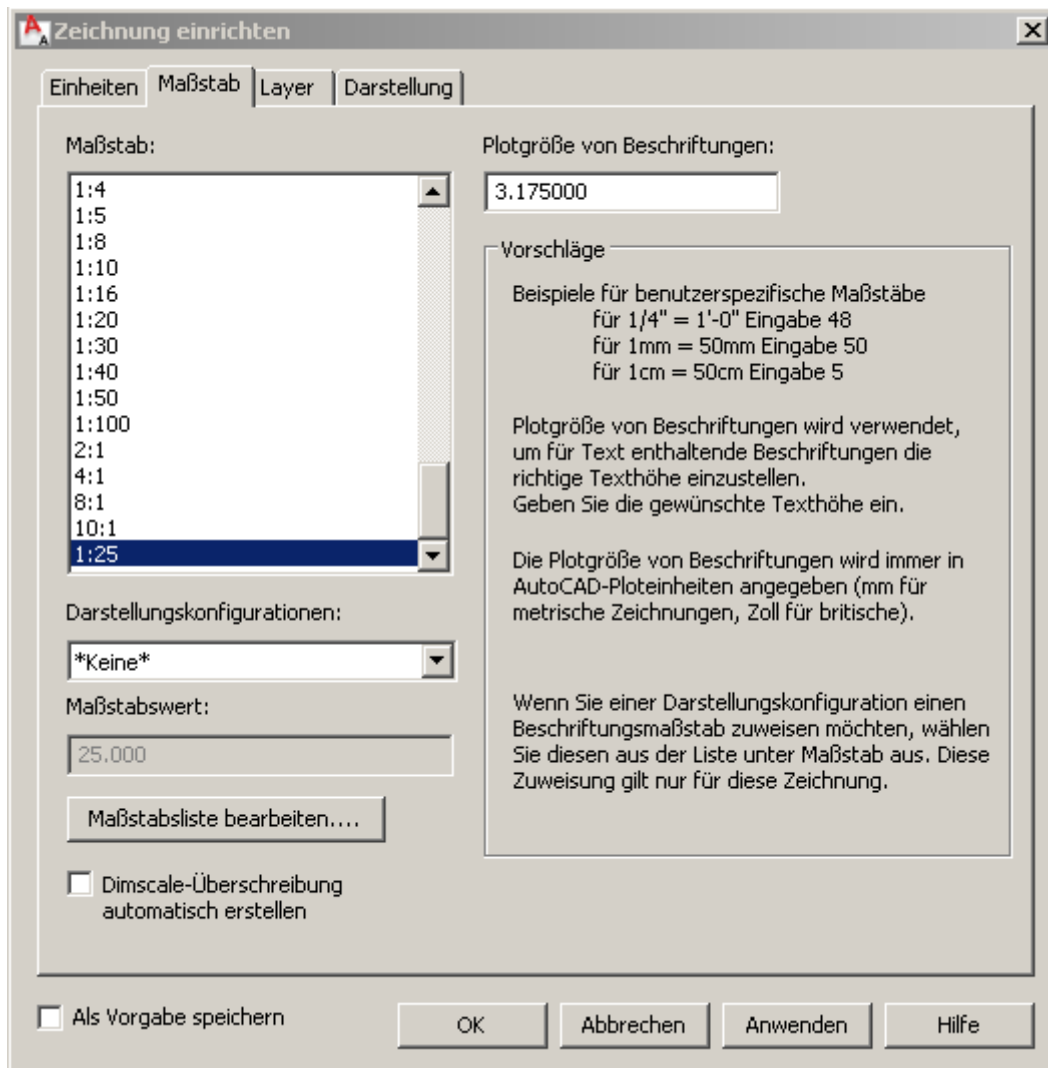 Zeichnung einrichten
Einheiten
Maßstab
Layer
Darstellung
Maßstab:
1:4
1:5
1:8
1:10
1:16
1:20
1:30
1:40
1:50
1:100
2:1
4:1
8:1
10:1
1:25
Darstellungskonfigurationen:
*Keine*
Maßstabswert:
25.000
Maßstabsliste bearbeiten....
Dimscale-Überschreibung
automatisch erstellen
Plotgröße von Beschriftungen:
3.175000
Vorschläge
Beispiele für benutzerspezifische Maßstäbe
für 1/4" = 1'-0" Eingabe 48
für 1mm = 50mm Eingabe 50
für 1cm = 50cm Eingabe 5
Plotgröße von Beschriftungen wird verwendet,
um für Text enthaltende Beschriftungen die
richtige Texthöhe einzustellen.
Geben Sie die gewünschte Texthöhe ein.
Die Plotgröße von Beschriftungen wird immer in
AutoCAD-Ploteinheiten angegeben (mm für
metrische Zeichnungen, Zoll für britische).
Wenn Sie einer Darstellungskonfiguration einen
Beschriftungsmaßstab zuweisen möchten, wählen
Sie diesen aus der Liste unter Maßstab aus. Diese
Zuweisung gilt nur für diese Zeichnung.
Als Vorgabe speichern
OK
Abbrechen
Anwenden
Hilfe